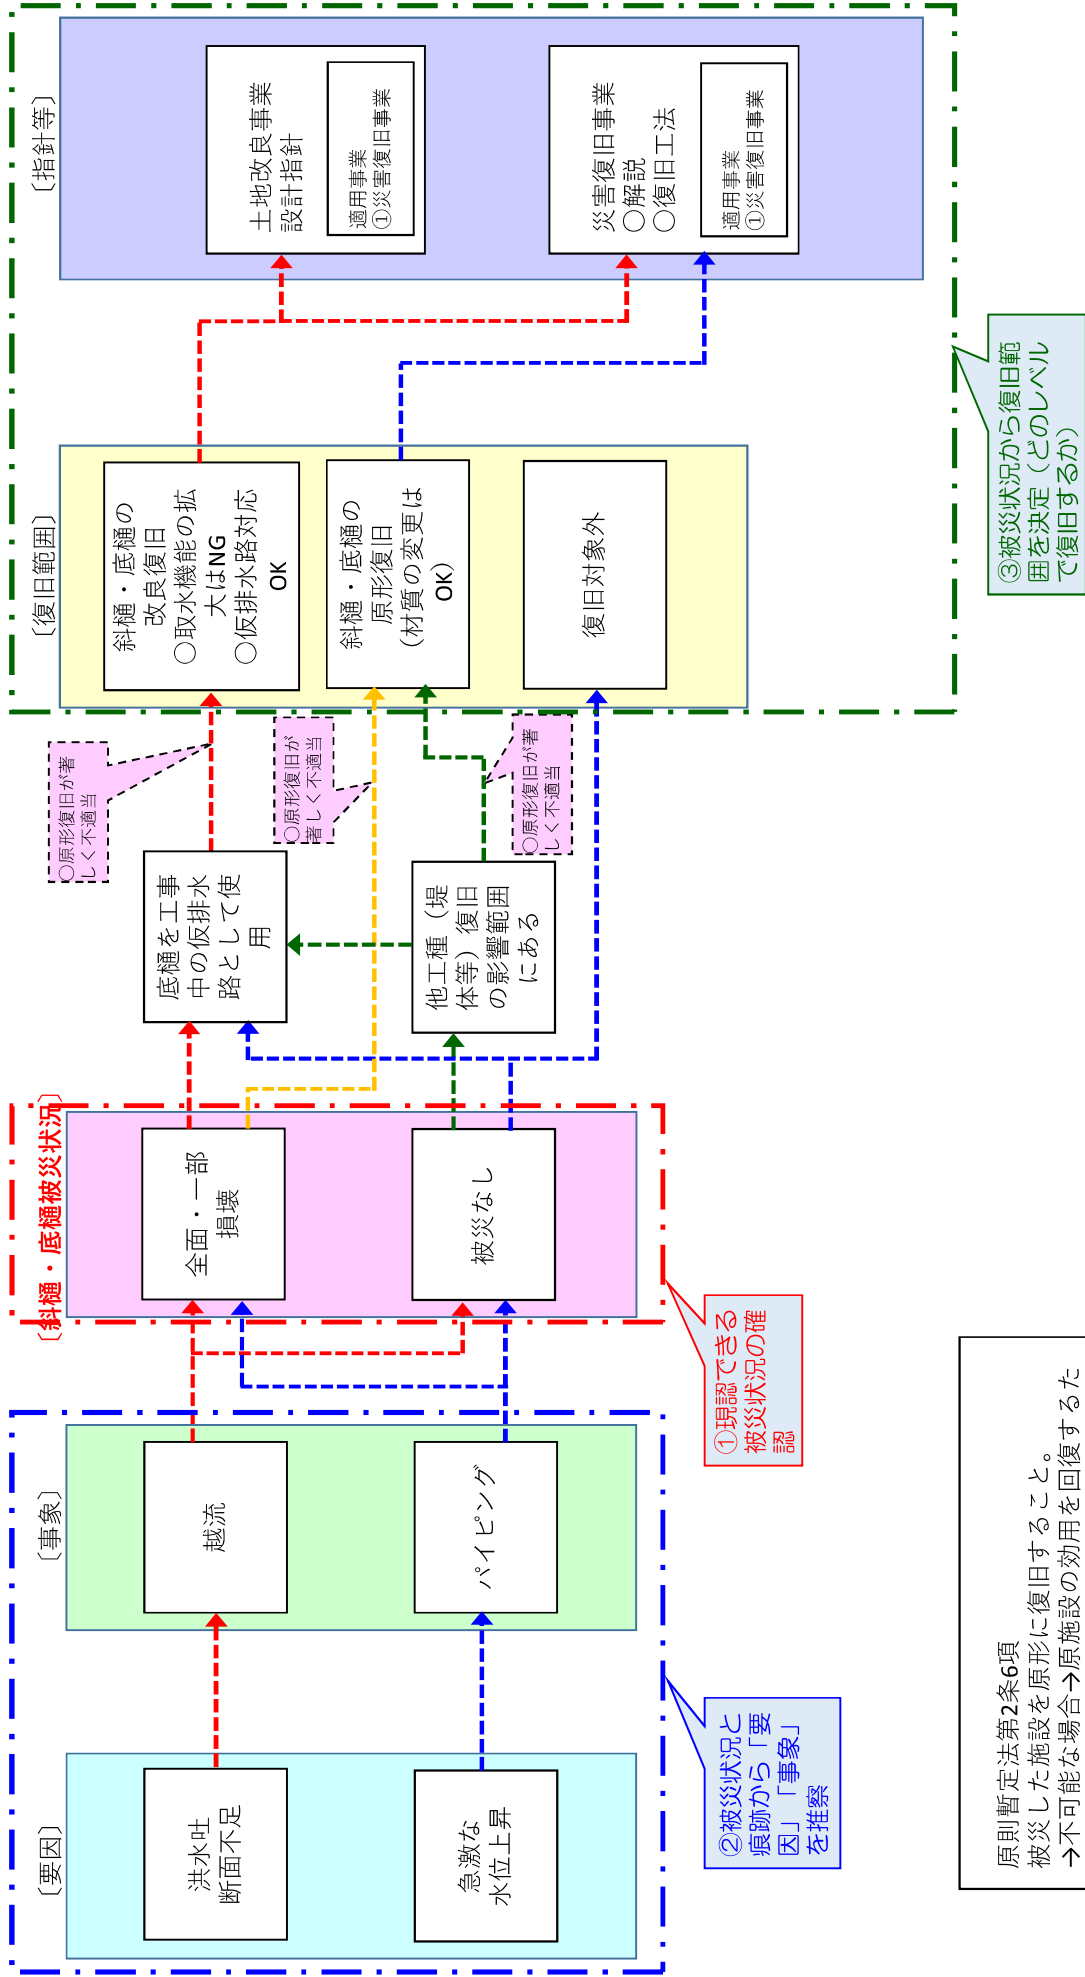 〔要因〕
洪水吐
断面不足
急激な
水位上昇
〔事象〕
越流
パイピング
〔斜樋・底樋被災状況〕
全面・一部
損壊
被災なし
底樋を工事
中の仮排水
路として使
用
他工種（堤
体等）復旧
の影響範囲
にある
〇原形復旧が著
しく不適当
〇原形復旧が
著しく不適当
〇原形復旧が著
しく不適当
〔復旧範囲〕
斜樋・底樋の
改良復旧
〇取水機能の拡
大はNG
〇仮排水路対応
OK
斜樋・底樋の
原形復旧
（材質の変更は
OK）
復旧対象外
〔指針等〕
土地改良事業
設計指針
適用事業
①災害復旧事業
災害復旧事業
〇解説
〇復旧工法
適用事業
①災害復旧事業
②被災状況と
痕跡から「要
因」「事象」
を推察
①現認できる
被災状況の確
認
③被災状況から復旧範
囲を決定（どのレベル
で復旧するか）
原則暫定法第2条6項
被災した施設を原形に復旧すること。
→不可能な場合→原施設の効用を回復するた